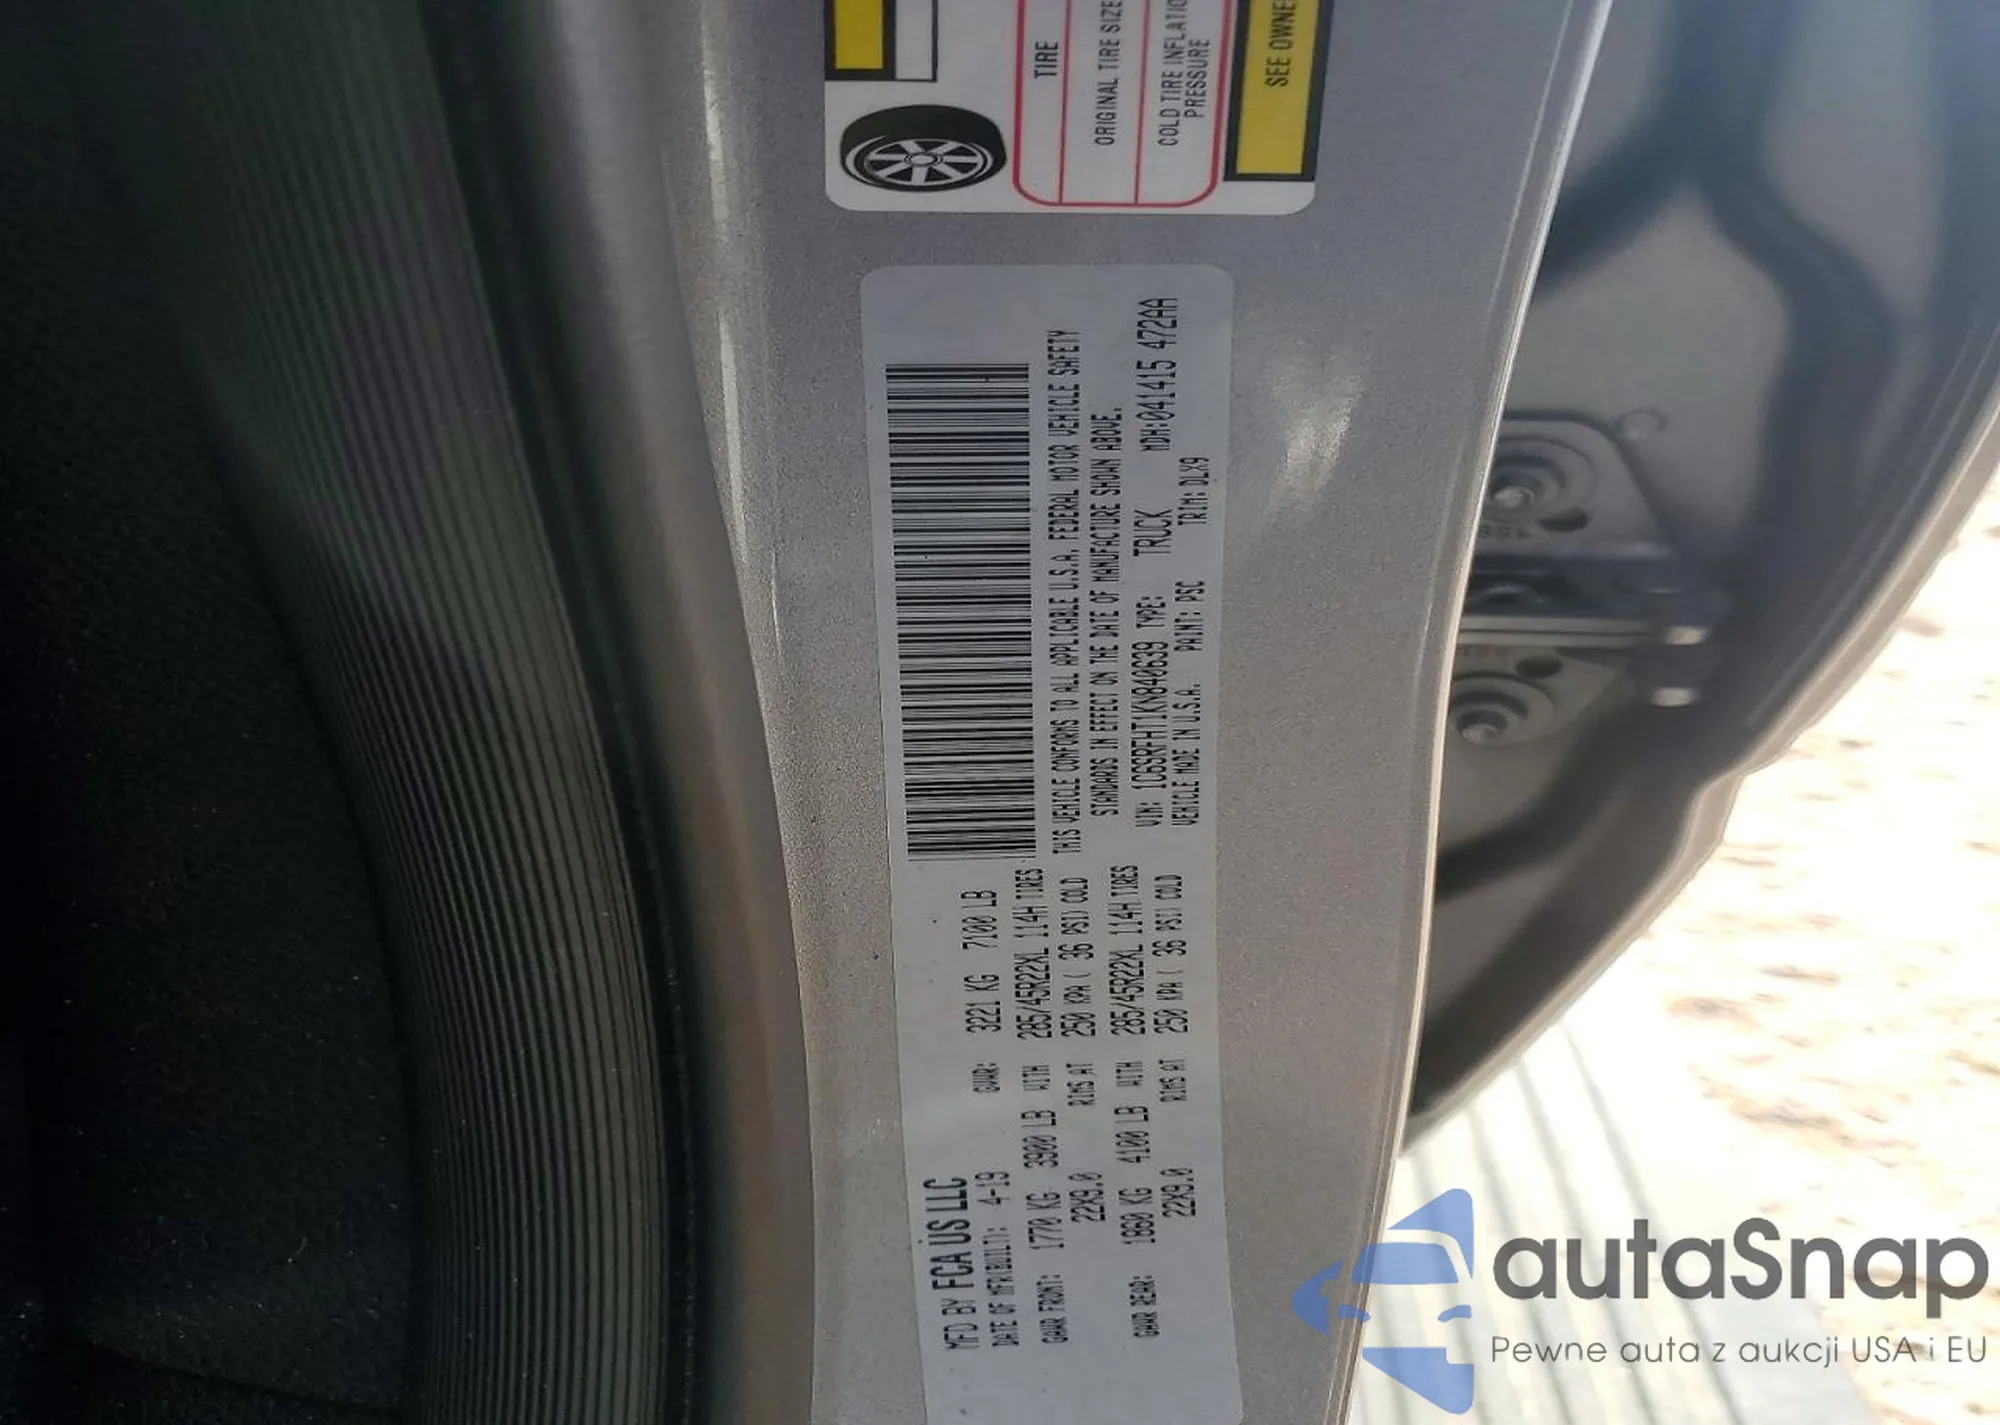 MFD BY FCA US LLC
DATE OF MFR(BUILT): 4-19 GVWR: 3221 KG 7100 LB
GAWR FRONT: 1770 KG 3900 LB WITH 285/45R22XL 114H TIRES
22X9.0 RIMS AT 250 KPA ( 36 PSI) COLD
GAWR REAR: 1860 KG 4100 LB WITH 285/45R22XL 114H TIRES
22X9.0 RIMS AT 250 KPA ( 36 PSI) COLD
THIS VEHICLE CONFORMS TO ALL APPLICABLE U.S.A. FEDERAL MOTOR VEHICLE SAFETY
STANDARDS IN EFFECT ON THE DATE OF MANUFACTURE SHOWN ABOVE.
VIN: 1C6SRFHT1KN840639 TYPE: TRUCK MDH:041415 472AA
VEHICLE MADE IN U.S.A. PAINT: PSC TRIM: DLX9
TIRE
ORIGINAL TIRE SIZE
COLD TIRE INFLATIO
PRESSURE
SEE OWNE
autaSnap
Pewne auta z aukcji USA i EU